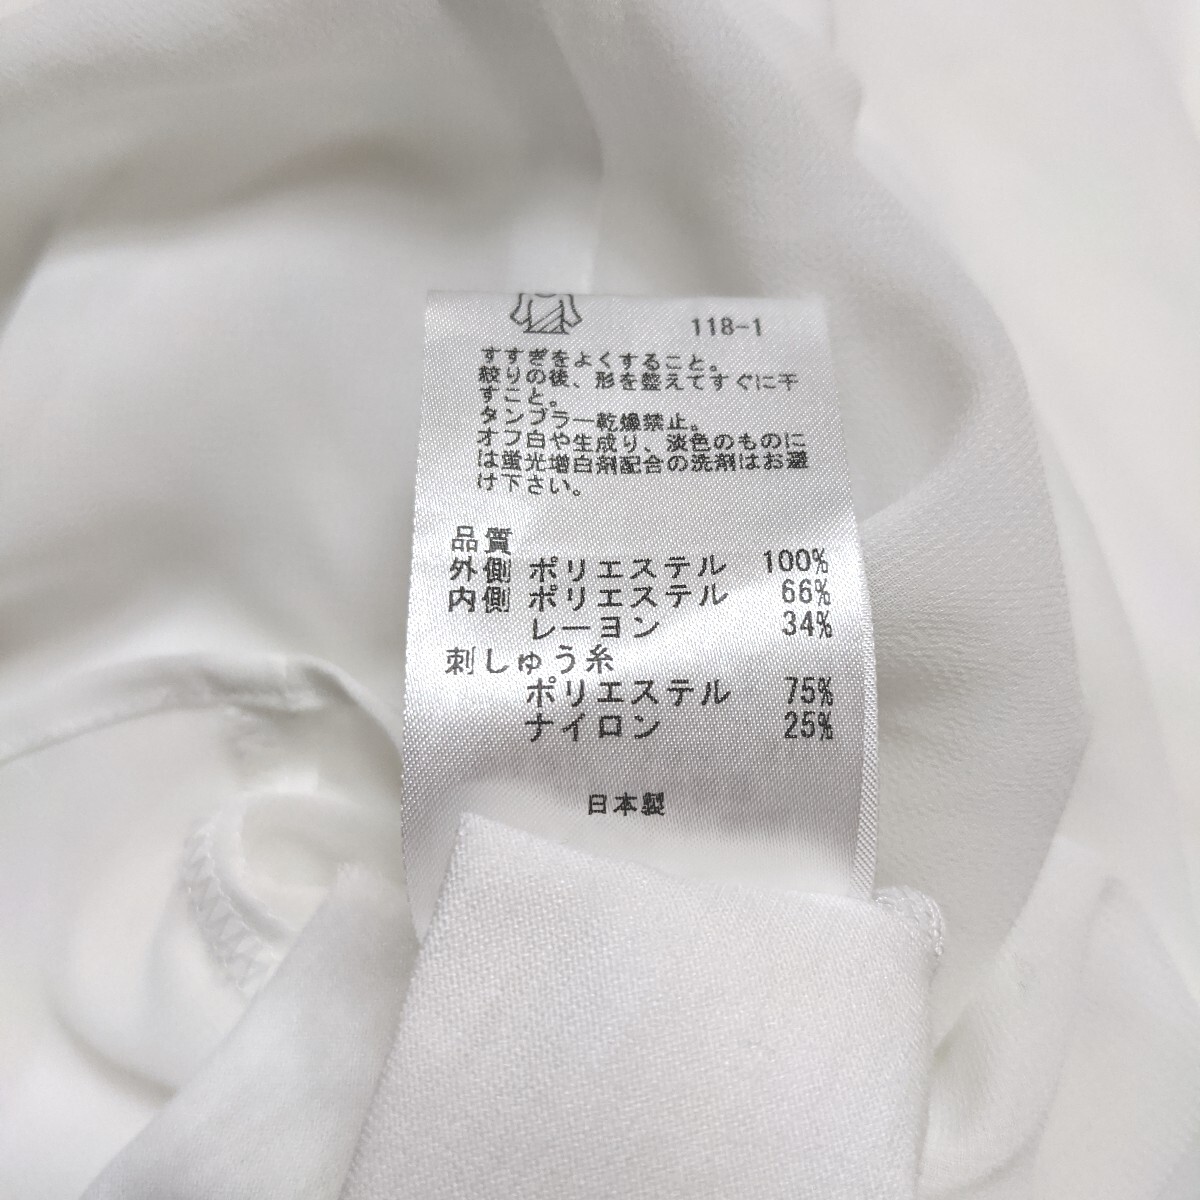 118-1
すすぎをよくすること。
絞りの後、形を整えてすぐに干
すこと。
タンブラー乾燥禁止。
オフ白や生成り、淡色のものに
は蛍光増白剤配合の洗剤はお避
け下さい。
品質
外側 ポリエステル 100%
内側 ポリエステル 66%
レーヨン 34%
刺しゅう糸
ポリエステル 75%
ナイロン 25%
日本製